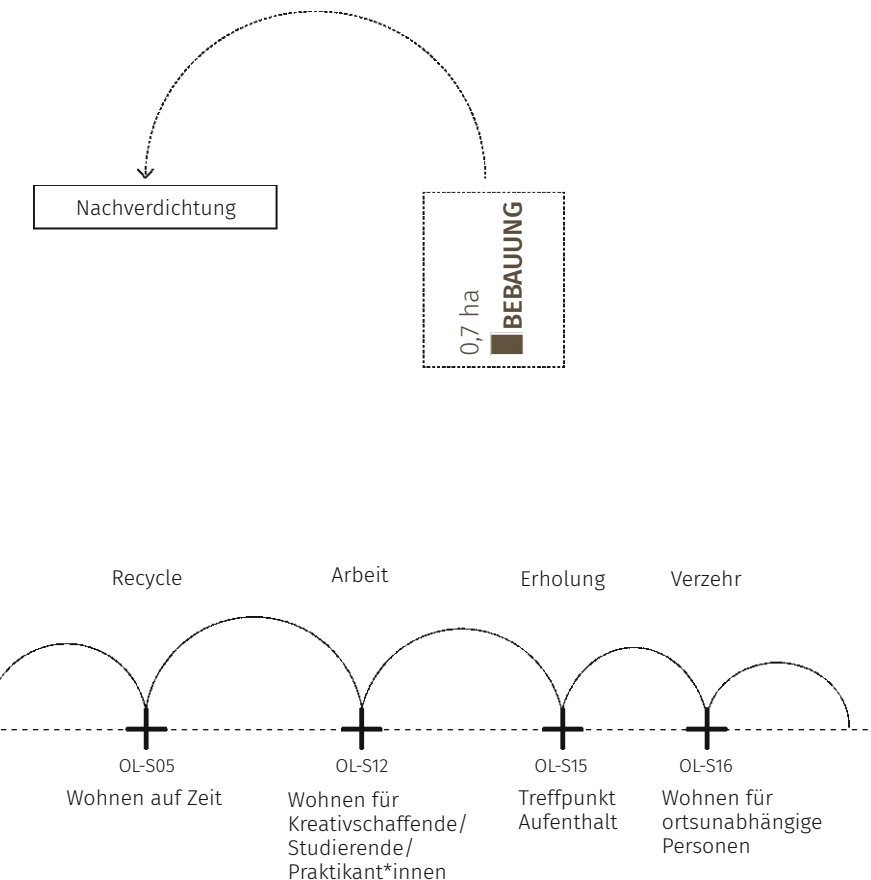 Nachverdichtung
0,7 ha
BEBAUUNG
Recycle
Arbeit
Erholung
Verzehr
OL-S05
Wohnen auf Zeit
OL-S12
Wohnen für
Kreativschaffende/
Studierende/
Praktikant*innen
OL-S15
Treffpunkt
Aufenthalt
OL-S16
Wohnen für
ortsunabhängige
Personen